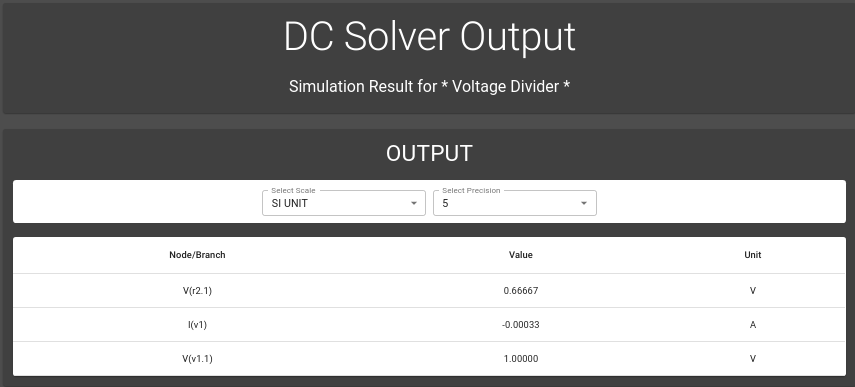 DC Solver Output
Simulation Result for * Voltage Divider *
OUTPUT
Select Scale Select Precision
SI UNIT 5
Node/Branch Value Unit
V(r2.1) 0.66667 V
I(v1) -0.00033 A
V(v1.1) 1.00000 V